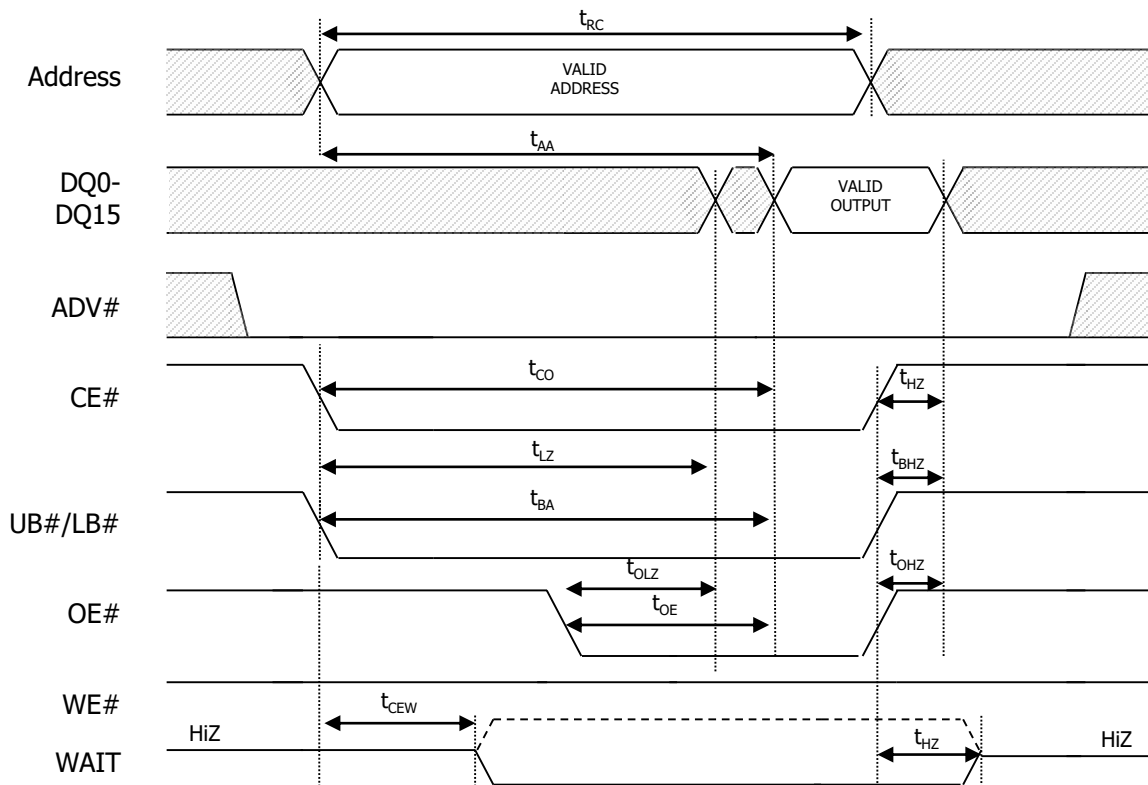 tRC
Address
VALID
ADDRESS
tAA
DQ0-
DQ15
VALID
OUTPUT
ADV#
tCO
tHZ
CE#
tLZ
tBHZ
tBA
UB#/LB#
tOLZ
tOHZ
tOE
OE#
WE#
tCEW
HiZ
tHZ
HiZ
WAIT